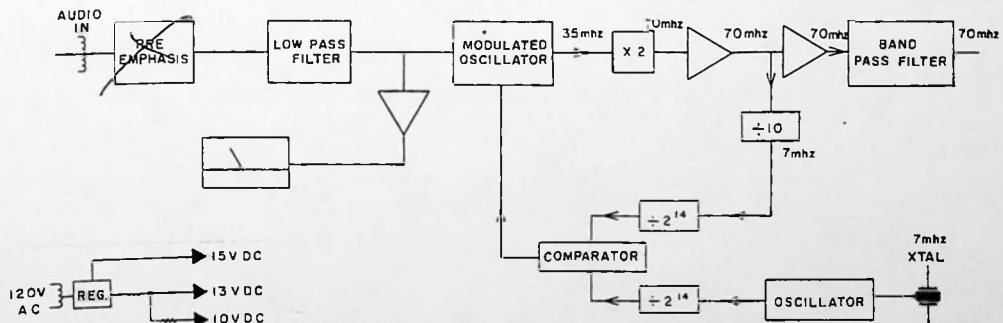 AUDIO
IN
PRE
EMPHASIS
LOW PASS
FILTER
MODULATED
OSCILLATOR
35mhz
X 2
70mhz
70mhz
70mhz
BAND
PASS FILTER
70mhz
÷10
7mhz
÷2¹⁴
COMPARATOR
÷2¹⁴
OSCILLATOR
7mhz
XTAL
120V
AC
REG.
15V DC
13V DC
10V DC